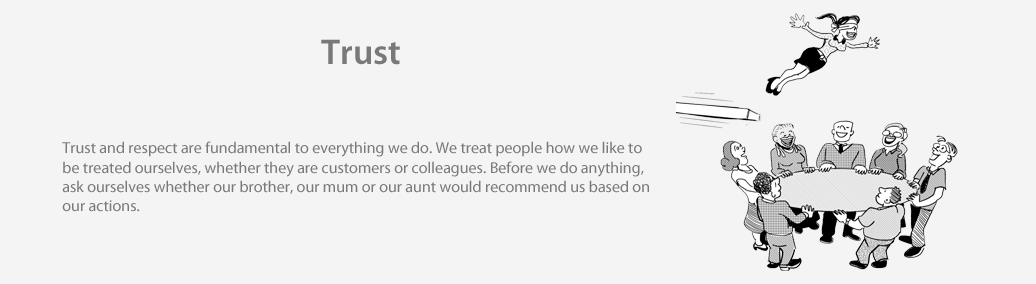 Trust
Trust and respect are fundamental to everything we do. We treat people how we like to
be treated ourselves, whether they are customers or colleagues. Before we do anything,
ask ourselves whether our brother, our mum or our aunt would recommend us based on
our actions.